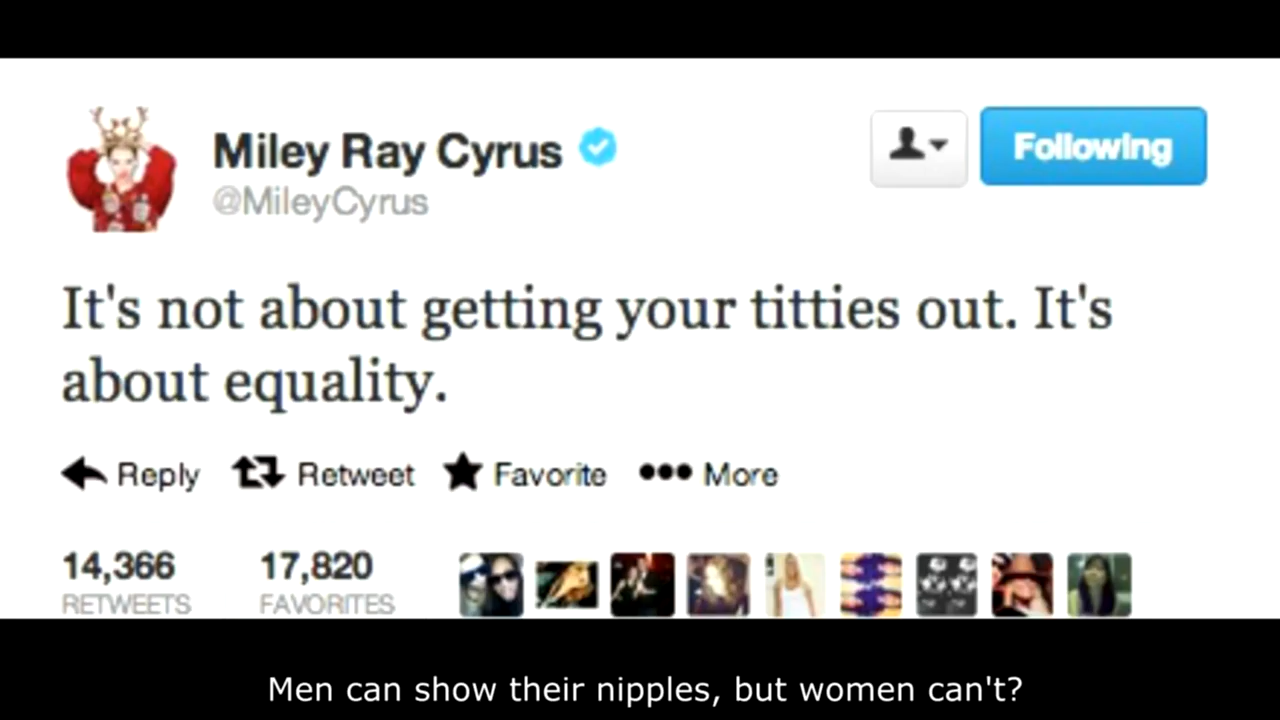 Miley Ray Cyrus
@MileyCyrus
Following
It's not about getting your titties out. It's
about equality.
Reply Retweet Favorite More
14,366 17,820
RETWEETS FAVORITES
Men can show their nipples, but women can't?